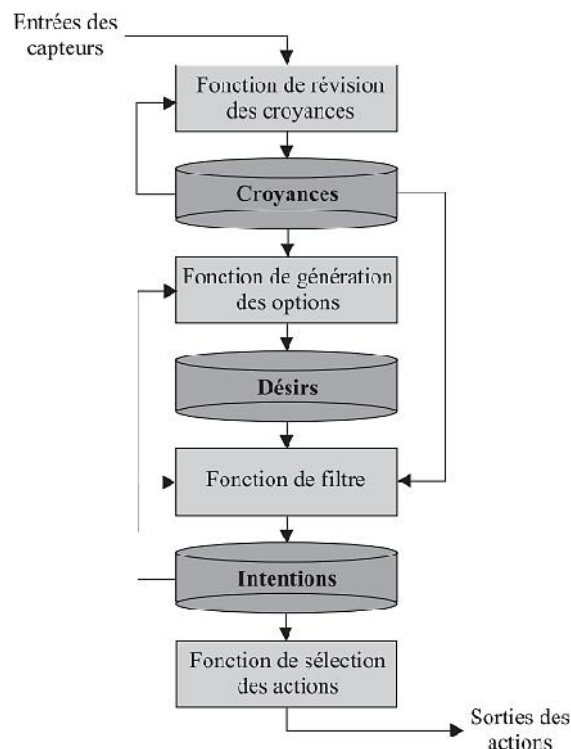 Entrées des
capteurs
Fonction de révision
des croyances
Croyances
Fonction de génération
des options
Désirs
Fonction de filtre
Intentions
Fonction de sélection
des actions
Sorties des
actions